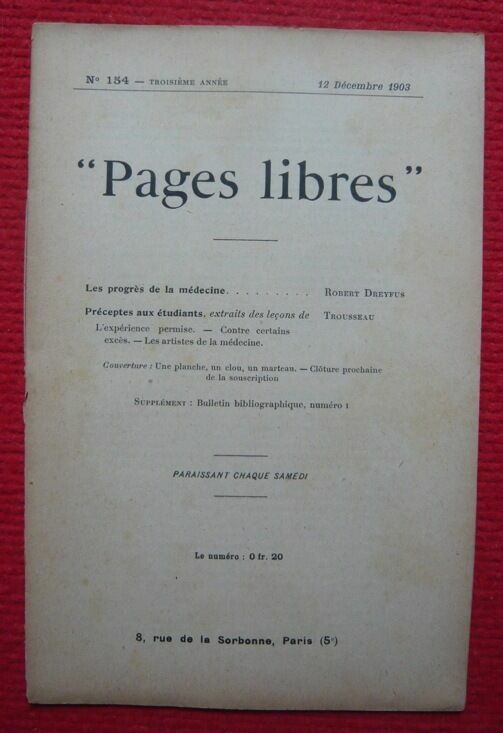 Nº 154 — TROISIÈME ANNÉE 12 Décembre 1903
“Pages libres”
Les progrès de la médecine. . . . . . . . . . ROBERT DREYFUS
Préceptes aux étudiants, extraits des leçons de TROUSSEAU
L'expérience permise. — Contre certains
excès. — Les artistes de la médecine.
Couverture : Une planche, un clou, un marteau. — Clôture prochaine
de la souscription
SUPPLÉMENT : Bulletin bibliographique, numéro 1
PARAISSANT CHAQUE SAMEDI
Le numéro : 0 fr. 20
8, rue de la Sorbonne, Paris (5e)